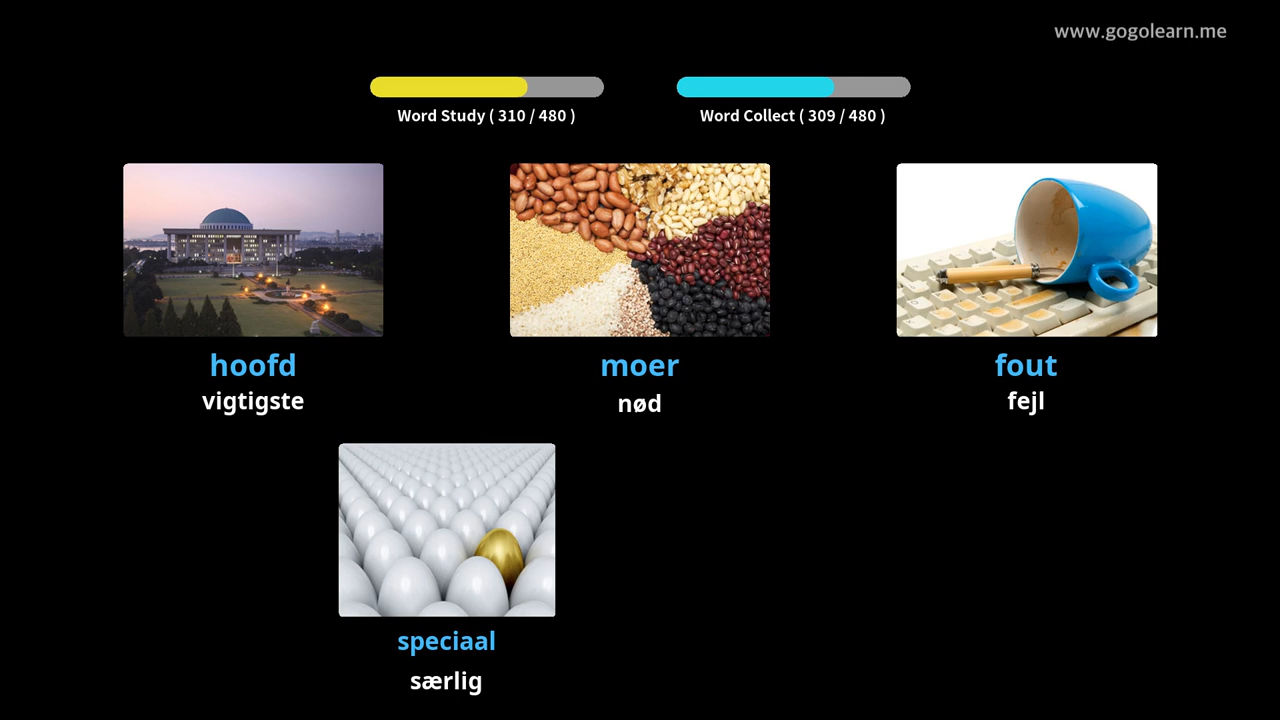 www.gogolearn.me
Word Study ( 310 / 480 )
Word Collect ( 309 / 480 )
hoofd
vigtigste
moer
nød
fout
fejl
speciaal
særlig